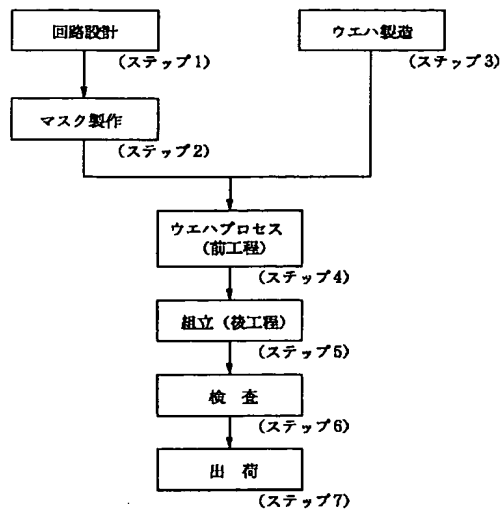 回路設計
(ステップ1)
ウエハ製造
(ステップ3)
マスク製作
(ステップ2)
ウエハプロセス
(前工程)
(ステップ4)
組立(後工程)
(ステップ5)
検 査
(ステップ6)
出 荷
(ステップ7)